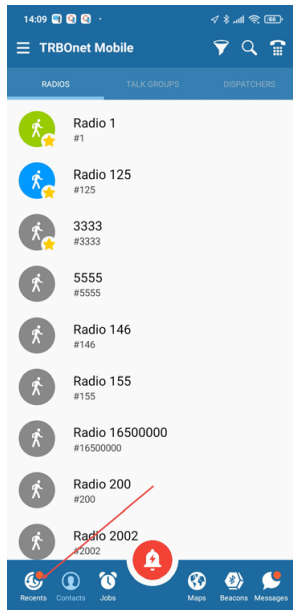 14:09
66
TRBOnet Mobile
RADIOS TALK GROUPS DISPATCHERS
Radio 1
#1
Radio 125
#125
3333
#3333
5555
#5555
Radio 146
#146
Radio 155
#155
Radio 16500000
#16500000
Radio 200
#200
Radio 2002
#2002
Recents Contacts Jobs Maps Beacons Messages